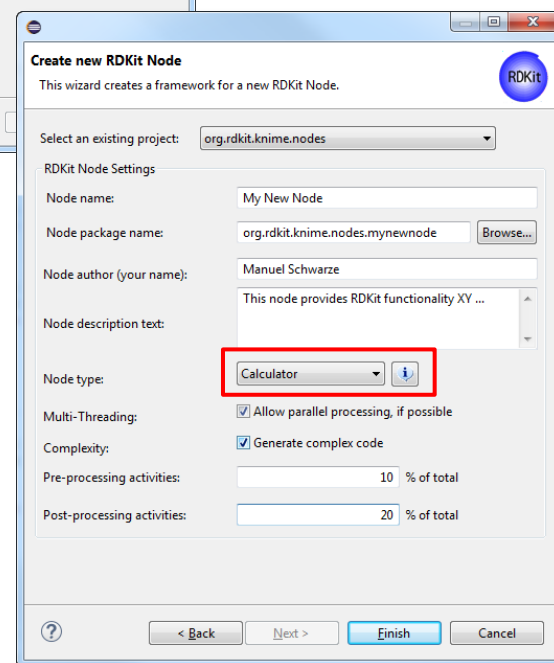 Create new RDKit Node
This wizard creates a framework for a new RDKit Node.
RDKit
Select an existing project: org.rdkit.knime.nodes
RDKit Node Settings
Node name: My New Node
Node package name: org.rdkit.knime.nodes.mynewnode Browse...
Node author (your name): Manuel Schwarze
Node description text: This node provides RDKit functionality XY ...
Node type: Calculator i
Multi-Threading: Allow parallel processing, if possible
Complexity: Generate complex code
Pre-processing activities: 10 % of total
Post-processing activities: 20 % of total
? < Back Next > Finish Cancel